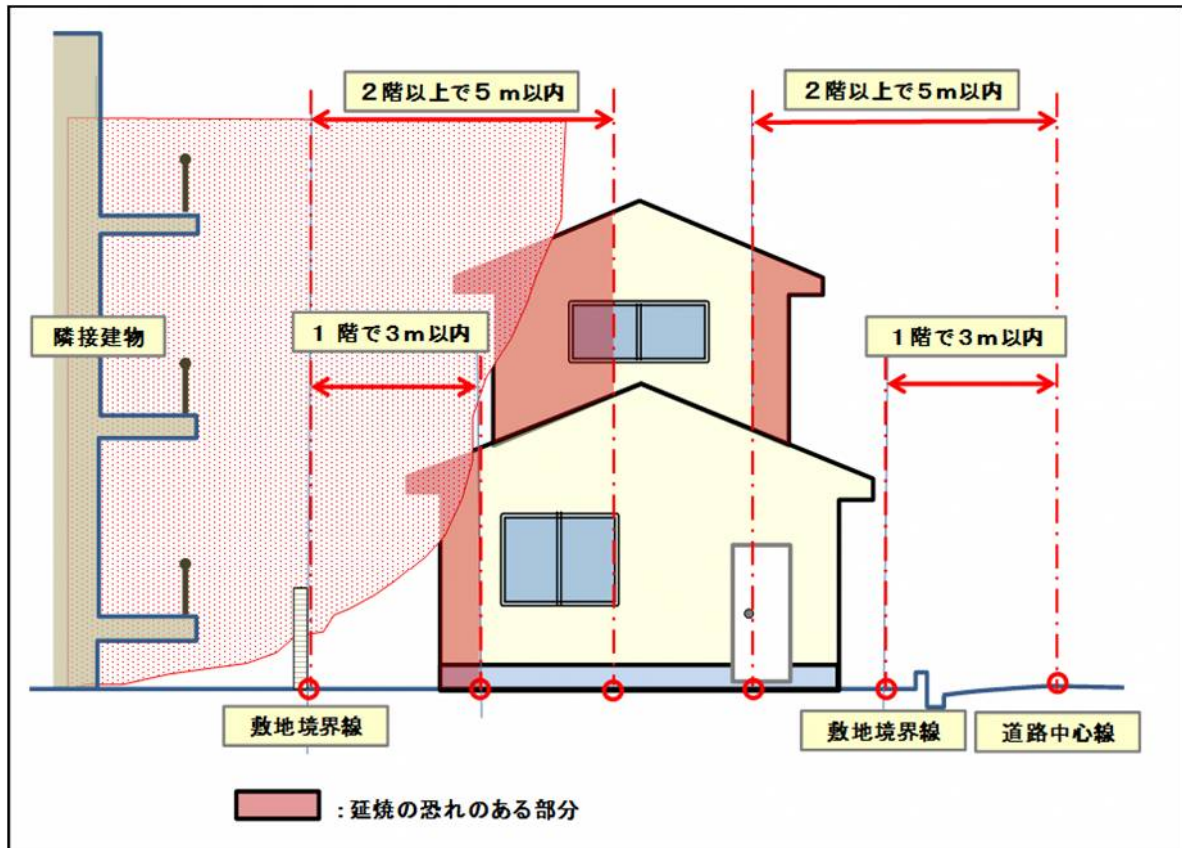 2階以上で5m以内
2階以上で5m以内
隣接建物
1階で3m以内
1階で3m以内
敷地境界線
敷地境界線
道路中心線
:延焼の恐れのある部分